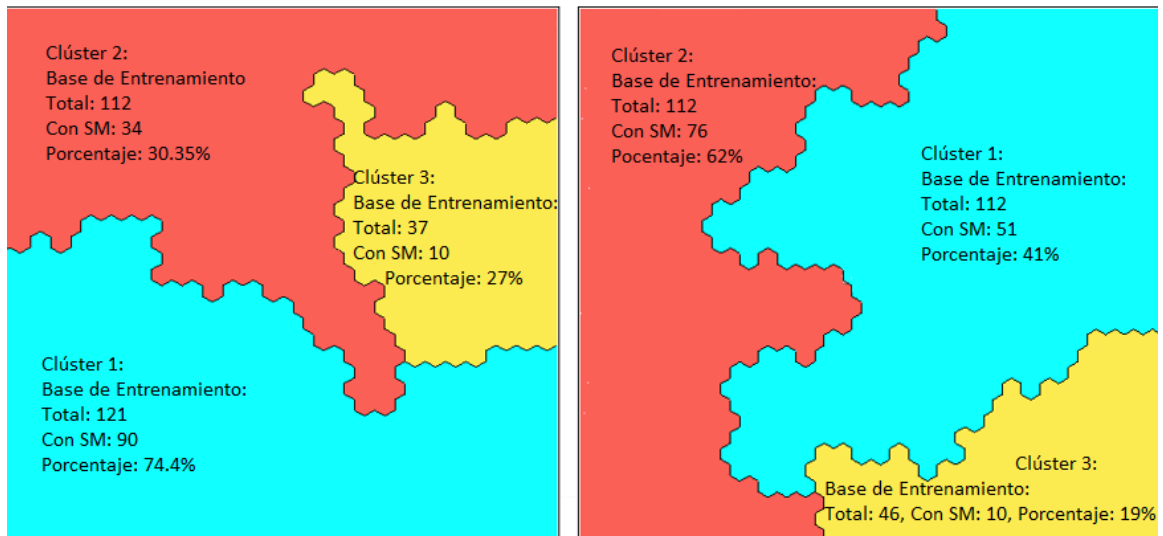 Clúster 2:
Base de Entrenamiento
Total: 112
Con SM: 34
Porcentaje: 30.35%
Clúster 3:
Base de Entrenamiento:
Total: 37
Con SM: 10
Porcentaje: 27%
Clúster 1:
Base de Entrenamiento:
Total: 121
Con SM: 90
Porcentaje: 74.4%
Clúster 2:
Base de Entrenamiento:
Total: 112
Con SM: 76
Pocentaje: 62%
Clúster 1:
Base de Entrenamiento:
Total: 112
Con SM: 51
Porcentaje: 41%
Clúster 3:
Base de Entrenamiento:
Total: 46, Con SM: 10, Porcentaje: 19%